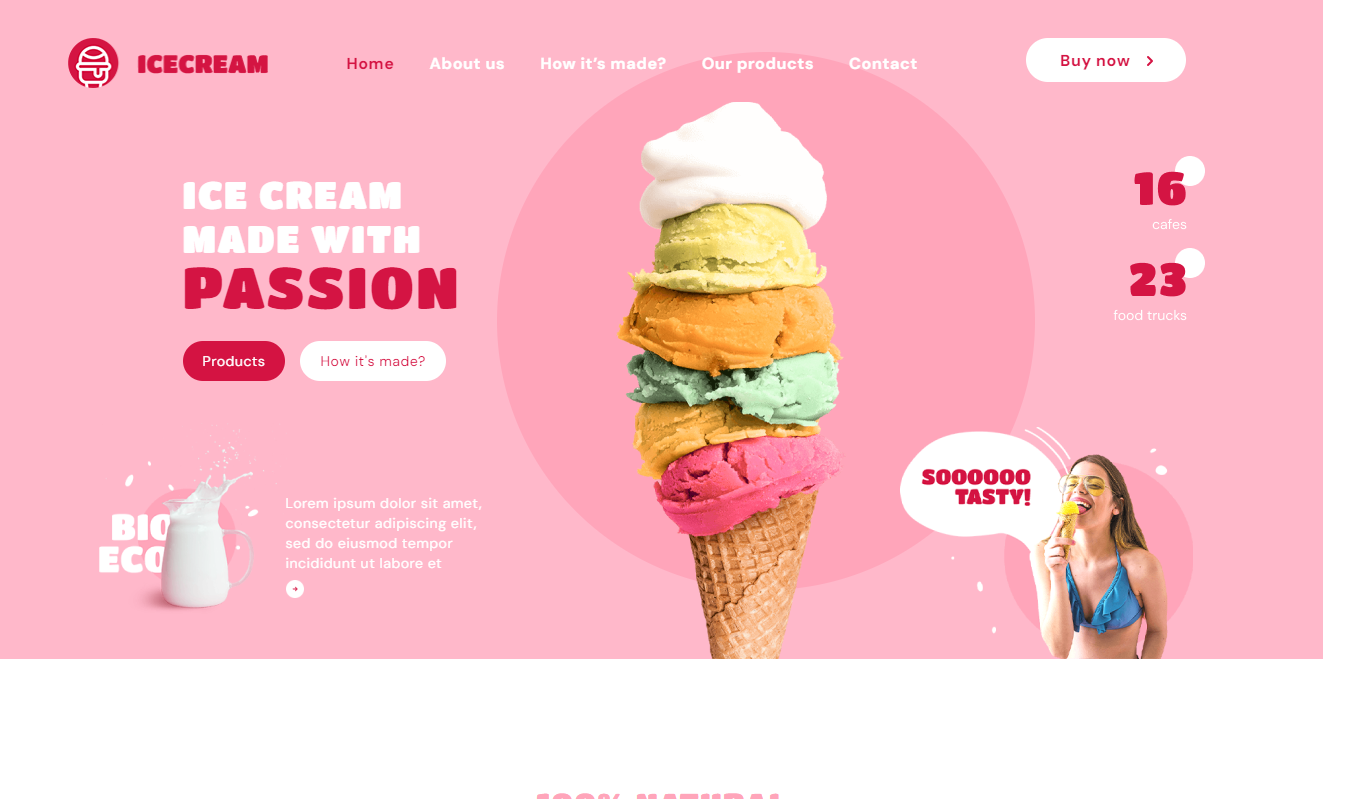 ICECREAM
Home
About us
How it's made?
Our products
Contact
Buy now
ICE CREAM
MADE WITH
PASSION
Products
How it's made?
16
cafes
23
food trucks
BIO
ECO
Lorem ipsum dolor sit amet,
consectetur adipiscing elit,
sed do eiusmod tempor
incididunt ut labore et
SOOOOOO
TASTY!
100% NATURAL